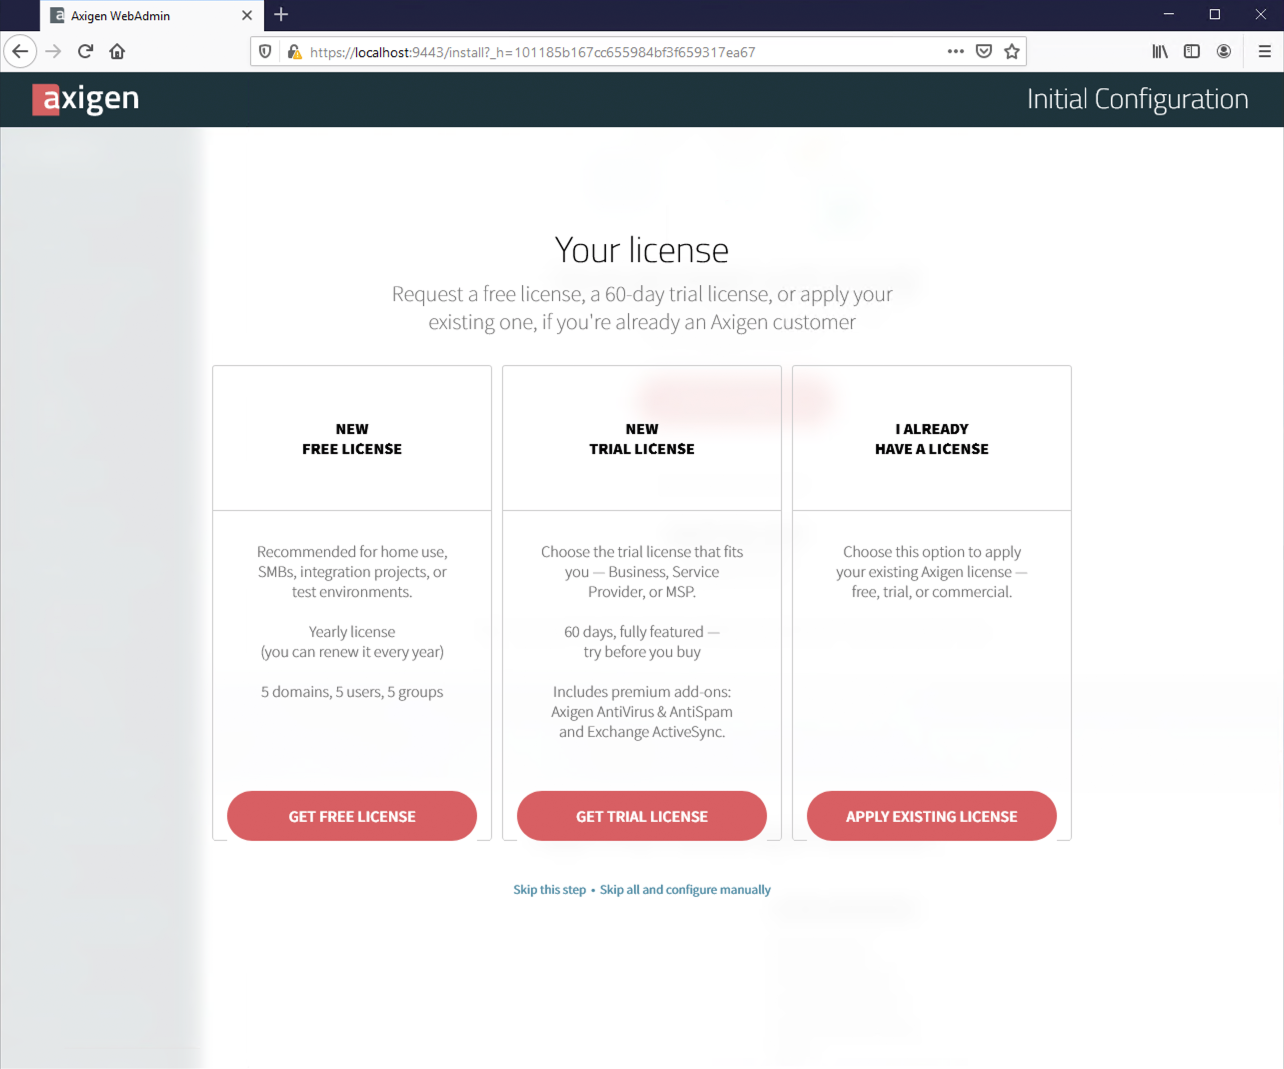 Axigen WebAdmin
https://localhost:9443/install?_h=101185b167cc655984bf3f659317ea67
axigen
Initial Configuration
Your license
Request a free license, a 60-day trial license, or apply your
existing one, if you're already an Axigen customer
NEW
FREE LICENSE
Recommended for home use,
SMBs, integration projects, or
test environments.
Yearly license
(you can renew it every year)
5 domains, 5 users, 5 groups
GET FREE LICENSE
NEW
TRIAL LICENSE
Choose the trial license that fits
you — Business, Service
Provider, or MSP.
60 days, fully featured —
try before you buy
Includes premium add-ons:
Axigen AntiVirus & AntiSpam
and Exchange ActiveSync.
GET TRIAL LICENSE
I ALREADY
HAVE A LICENSE
Choose this option to apply
your existing Axigen license —
free, trial, or commercial.
APPLY EXISTING LICENSE
Skip this step • Skip all and configure manually